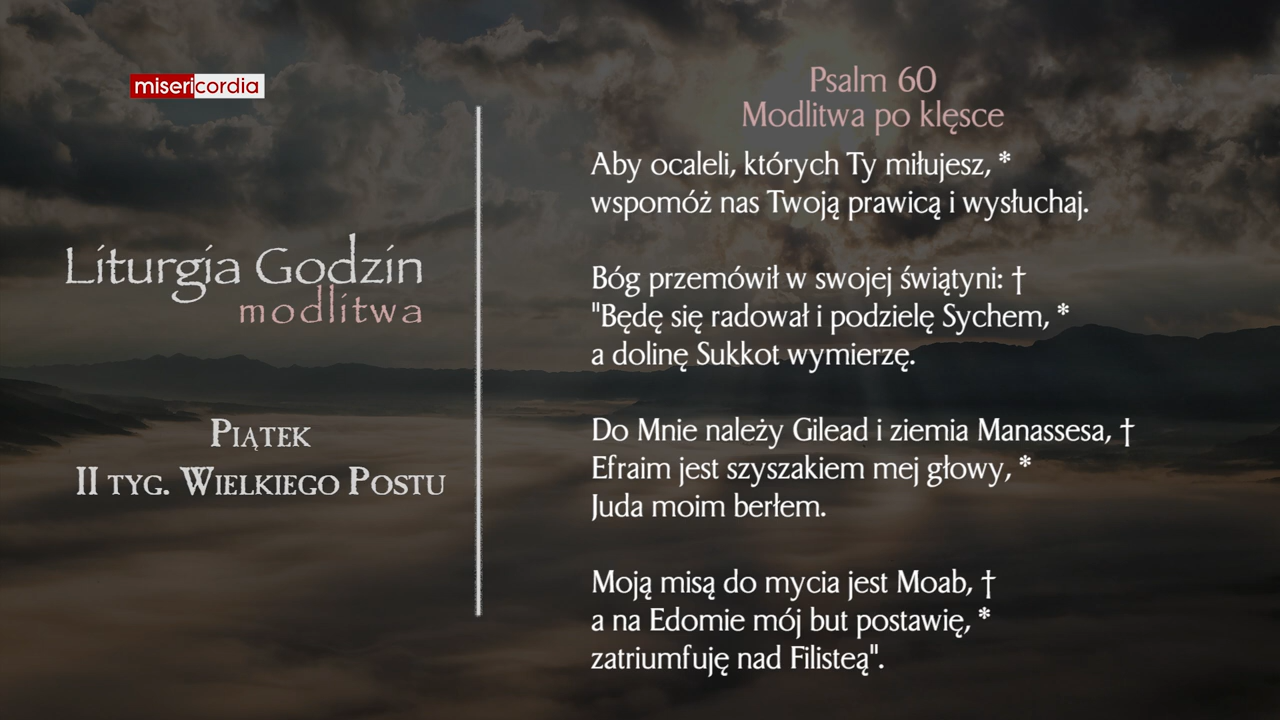 misericordia
Liturgia Godzin
modlitwa
Piątek
II tyg. Wielkiego Postu
Psalm 60
Modlitwa po klęsce
Aby ocaleli, których Ty miłujesz, *
wspomóż nas Twoją prawicą i wysłuchaj.
Bóg przemówił w swojej świątyni: †
"Będę się radował i podzielę Sychem, *
a dolinę Sukkot wymierzę.
Do Mnie należy Gilead i ziemia Manassesa, †
Efraim jest szyszakiem mej głowy, *
Juda moim berłem.
Moją misą do mycia jest Moab, †
a na Edomie mój but postawię, *
zatriumfuję nad Filisteą".